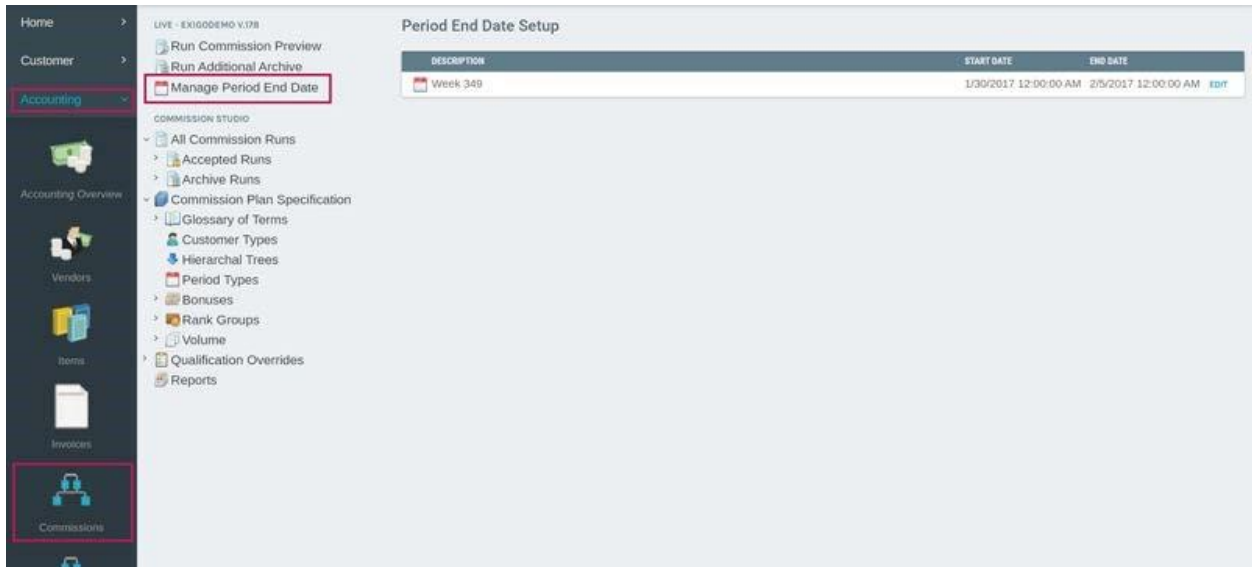 Home
Customer
Accounting
Accounting Overview
Vendors
Items
Invoices
Commissions
LIVE - EXIGODEMO V.178
Run Commission Preview
Run Additional Archive
Manage Period End Date
COMMISSION STUDIO
All Commission Runs
Accepted Runs
Archive Runs
Commission Plan Specification
Glossary of Terms
Customer Types
Hierarchal Trees
Period Types
Bonuses
Rank Groups
Volume
Qualification Overrides
Reports
Period End Date Setup
DESCRIPTION START DATE END DATE
Week 349 1/30/2017 12:00:00 AM 2/5/2017 12:00:00 AM EDIT